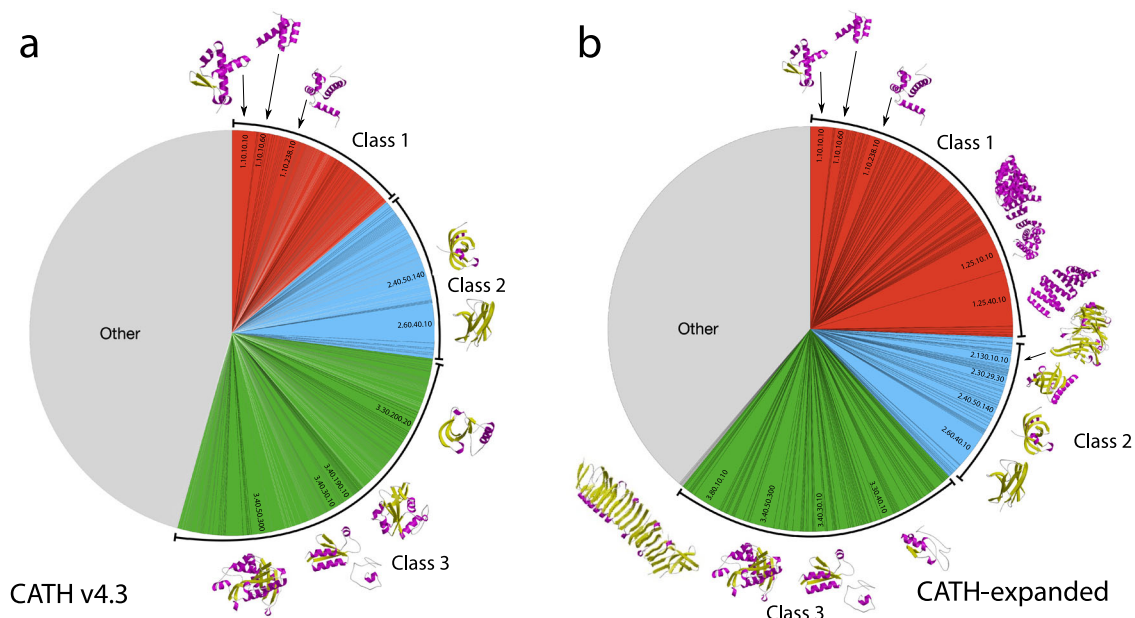 a
Class 1
1.10.10.10
1.10.10.60
1.10.238.10
Class 2
2.40.50.140
2.60.40.10
Other
3.30.200.20
3.40.190.10
3.40.30.10
3.40.50.300
Class 3
CATH v4.3
b
Class 1
1.10.10.10
1.10.10.60
1.10.238.10
1.25.10.10
1.25.40.10
Other
2.130.10.10
2.30.29.30
2.40.50.140
2.60.40.10
Class 2
3.30.40.10
3.40.30.10
3.40.50.300
3.80.10.10
Class 3
CATH-expanded